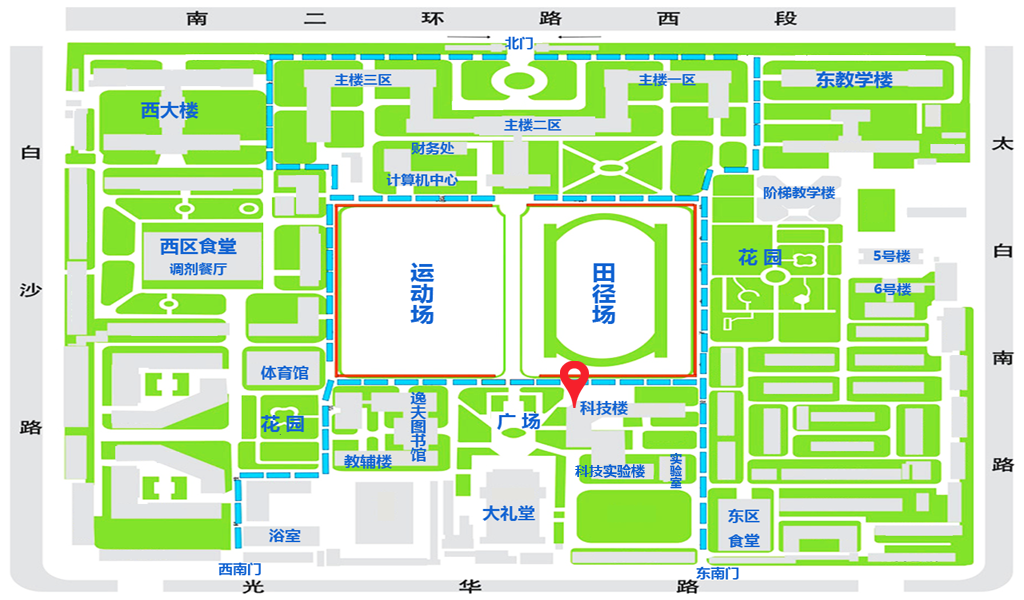 南二环路西段
北门
主楼三区
主楼一区
东教学楼
西大楼
主楼二区
财务处
计算机中心
阶梯教学楼
白沙路
太白南路
西区食堂
调剂餐厅
运动场
田径场
花园
5号楼
6号楼
体育馆
花园
逸夫图书馆
广场
科技楼
教辅楼
科技实验楼
实验室
大礼堂
东区
食堂
浴室
西南门
东南门
光华路